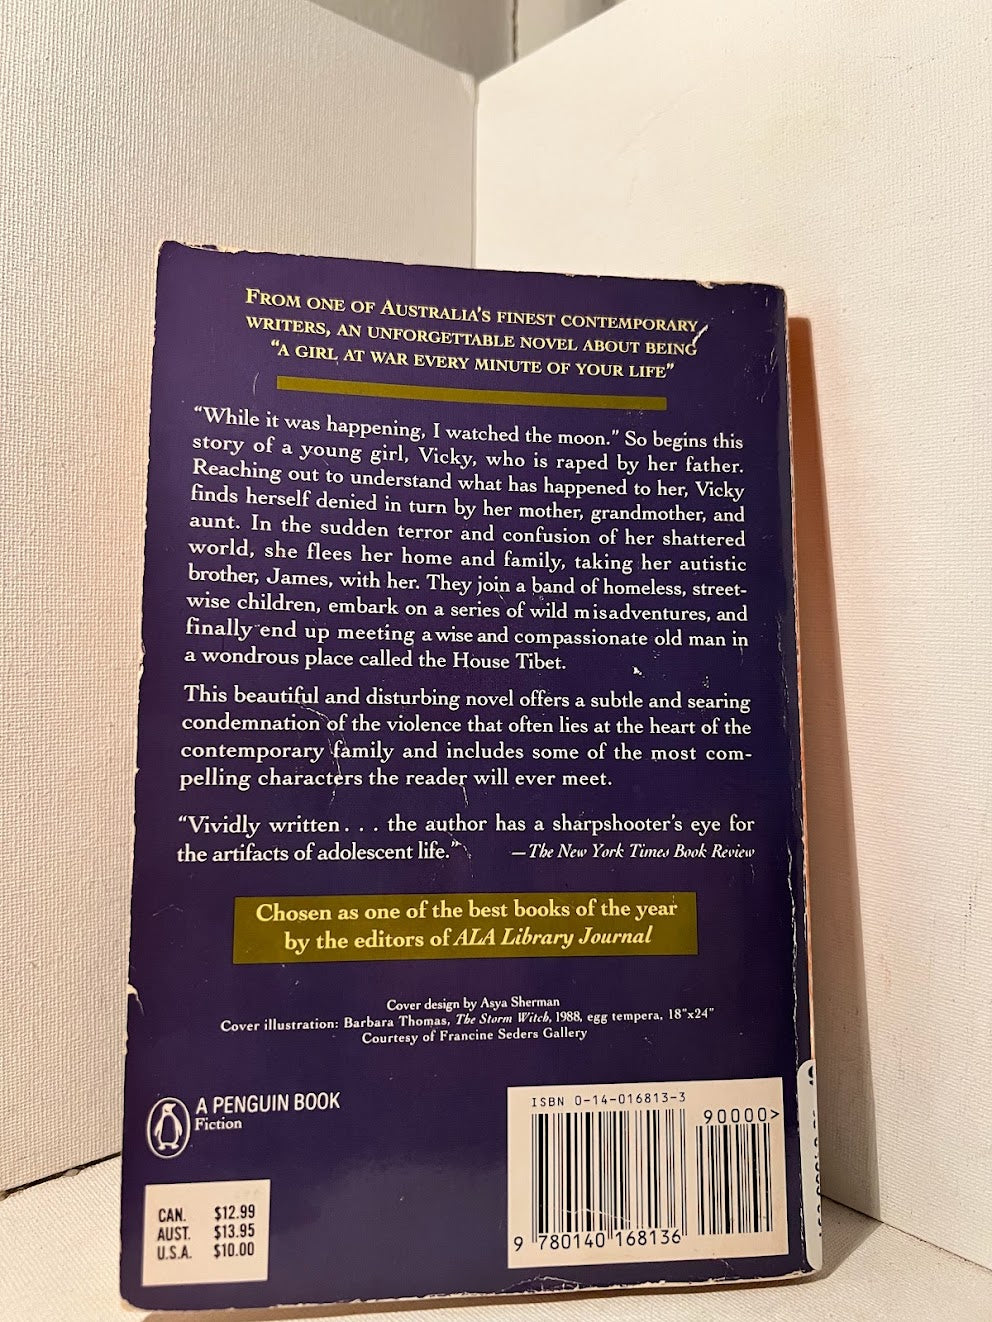 FROM ONE OF AUSTRALIA'S FINEST CONTEMPORARY
WRITERS, AN UNFORGETTABLE NOVEL ABOUT BEING
"A GIRL AT WAR EVERY MINUTE OF YOUR LIFE"
"While it was happening, I watched the moon." So begins this
story of a young girl, Vicky, who is raped by her father.
Reaching out to understand what has happened to her, Vicky
finds herself denied in turn by her mother, grandmother, and
aunt. In the sudden terror and confusion of her shattered
world, she flees her home and family, taking her autistic
brother, James, with her. They join a band of homeless, street-
wise children, embark on a series of wild misadventures, and
finally end up meeting a wise and compassionate old man in
a wondrous place called the House Tibet.
This beautiful and disturbing novel offers a subtle and searing
condemnation of the violence that often lies at the heart of the
contemporary family and includes some of the most com-
pelling characters the reader will ever meet.
"Vividly written . . . the author has a sharpshooter's eye for
the artifacts of adolescent life." —The New York Times Book Review
Chosen as one of the best books of the year
by the editors of ALA Library Journal
Cover design by Asya Sherman
Cover illustration: Barbara Thomas, The Storm Witch, 1988, egg tempera, 18"x24"
Courtesy of Francine Seders Gallery
A PENGUIN BOOK
Fiction
CAN. $12.99
AUST. $13.95
U.S.A. $10.00
ISBN 0-14-016813-3
90000>
9 780140 168136